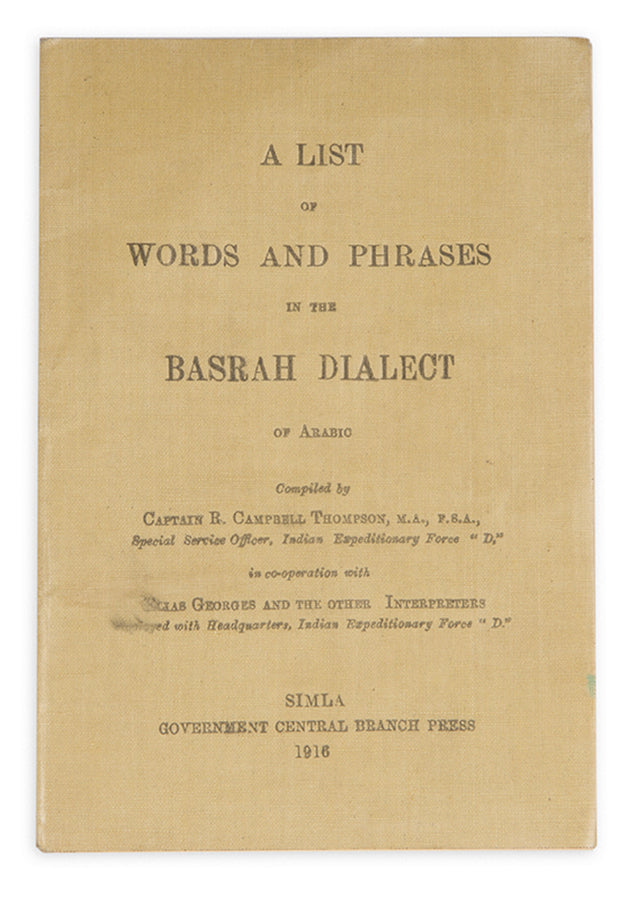 A LIST
OF
WORDS AND PHRASES
IN THE
BASRAH DIALECT
OF ARABIC
Compiled by
CAPTAIN R. CAMPBELL THOMPSON, M.A., F.S.A.,
Special Service Officer, Indian Expeditionary Force "D,"
in co-operation with
ELIAS GEORGES AND THE OTHER INTERPRETERS
employed with Headquarters, Indian Expeditionary Force "D."
SIMLA
GOVERNMENT CENTRAL BRANCH PRESS
1916